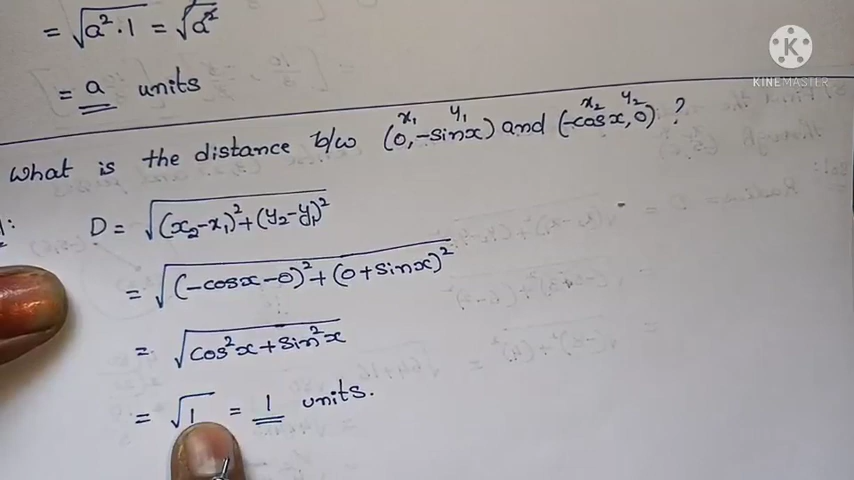 = √a².1 = √a²
= a units
What is the distance b/w (0, -sinx) and (-cosx, 0) ?
x₁ y₁ x₂ y₂
D = √(x₂-x₁)²+(y₂-y₁)²
= √(-cosx-0)²+(0+sinx)²
= √cos²x+sin²x
= √1 = 1 units.
K
KINEMASTER